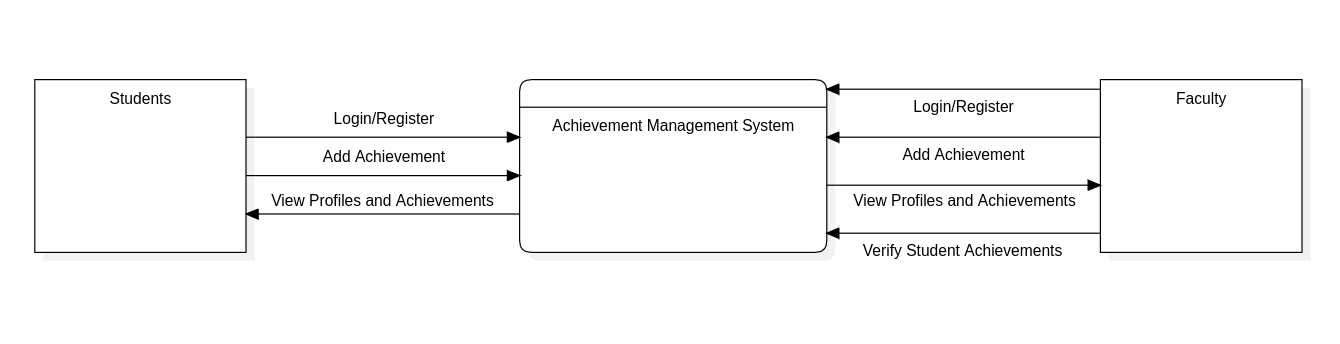 Students
Login/Register
Add Achievement
View Profiles and Achievements
Achievement Management System
Faculty
Login/Register
Add Achievement
View Profiles and Achievements
Verify Student Achievements